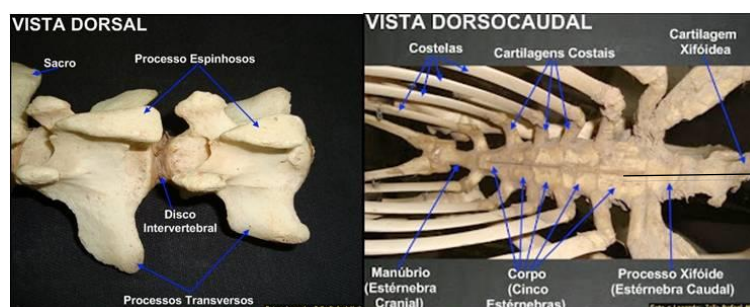 VISTA DORSAL
Sacro
Processo Espinhosos
Disco
Intervertebral
Processos Transversos
VISTA DORSOCAUDAL
Costelas
Cartilagens Costais
Cartilagem
Xifóidea
Manúbrio
(Estérnebra
Cranial)
Corpo
(Cinco
Estérnebras)
Processo Xifóide
(Estérnebra Caudal)